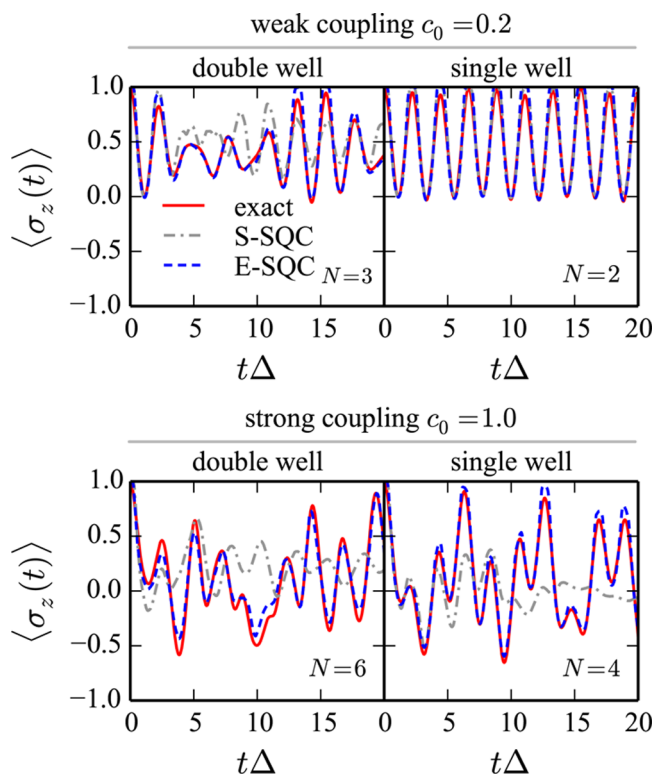 weak coupling c₀ =0.2
double well single well
⟨σ_z(t)⟩
1.0
0.5
0.0
−0.5
−1.0
exact
S-SQC
E-SQC
N=3
N=2
0 5 10 15 0 5 10 15 20
tΔ tΔ
strong coupling c₀ =1.0
double well single well
⟨σ_z(t)⟩
1.0
0.5
0.0
−0.5
−1.0
N=6
N=4
0 5 10 15 0 5 10 15 20
tΔ tΔ